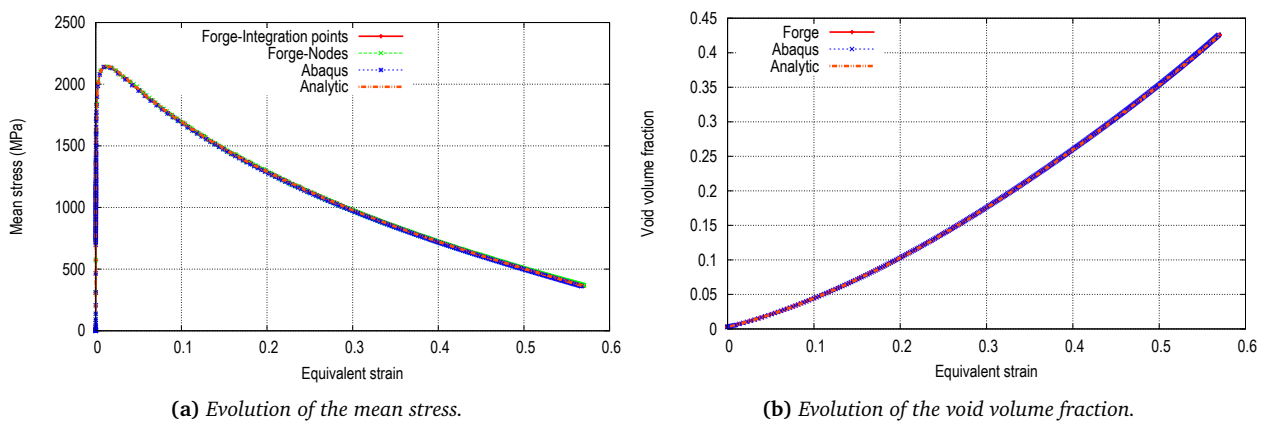 2500
2000
1500
1000
500
0
Mean stress (MPa)
Forge-Integration points
Forge-Nodes
Abaqus
Analytic
0 0.1 0.2 0.3 0.4 0.5 0.6
Equivalent strain
(a) Evolution of the mean stress.
0.45
0.4
0.35
0.3
0.25
0.2
0.15
0.1
0.05
0
Void volume fraction
Forge
Abaqus
Analytic
0 0.1 0.2 0.3 0.4 0.5 0.6
Equivalent strain
(b) Evolution of the void volume fraction.